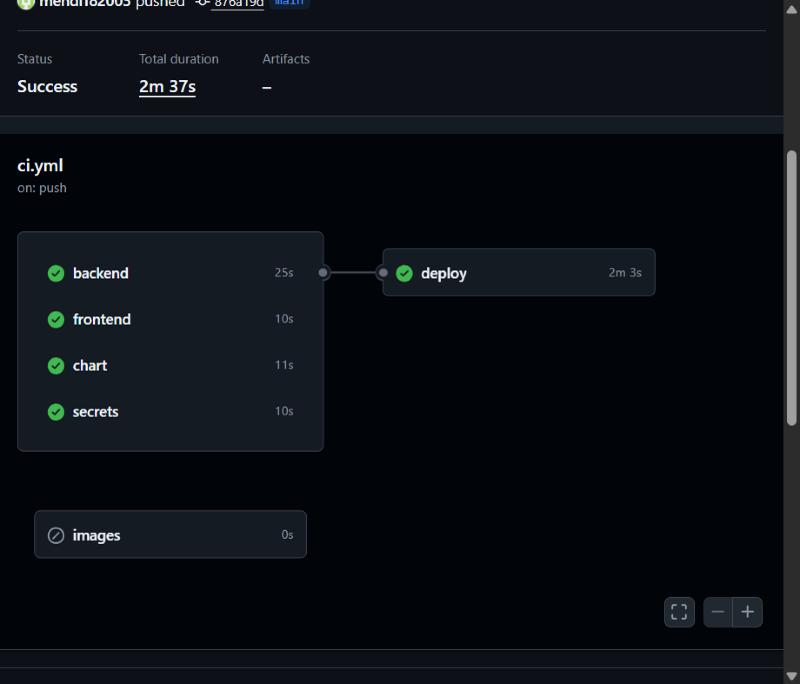 pushed 876a19d main
Status Total duration Artifacts
Success 2m 37s –
ci.yml
on: push
backend 25s
deploy 2m 3s
frontend 10s
chart 11s
secrets 10s
images 0s